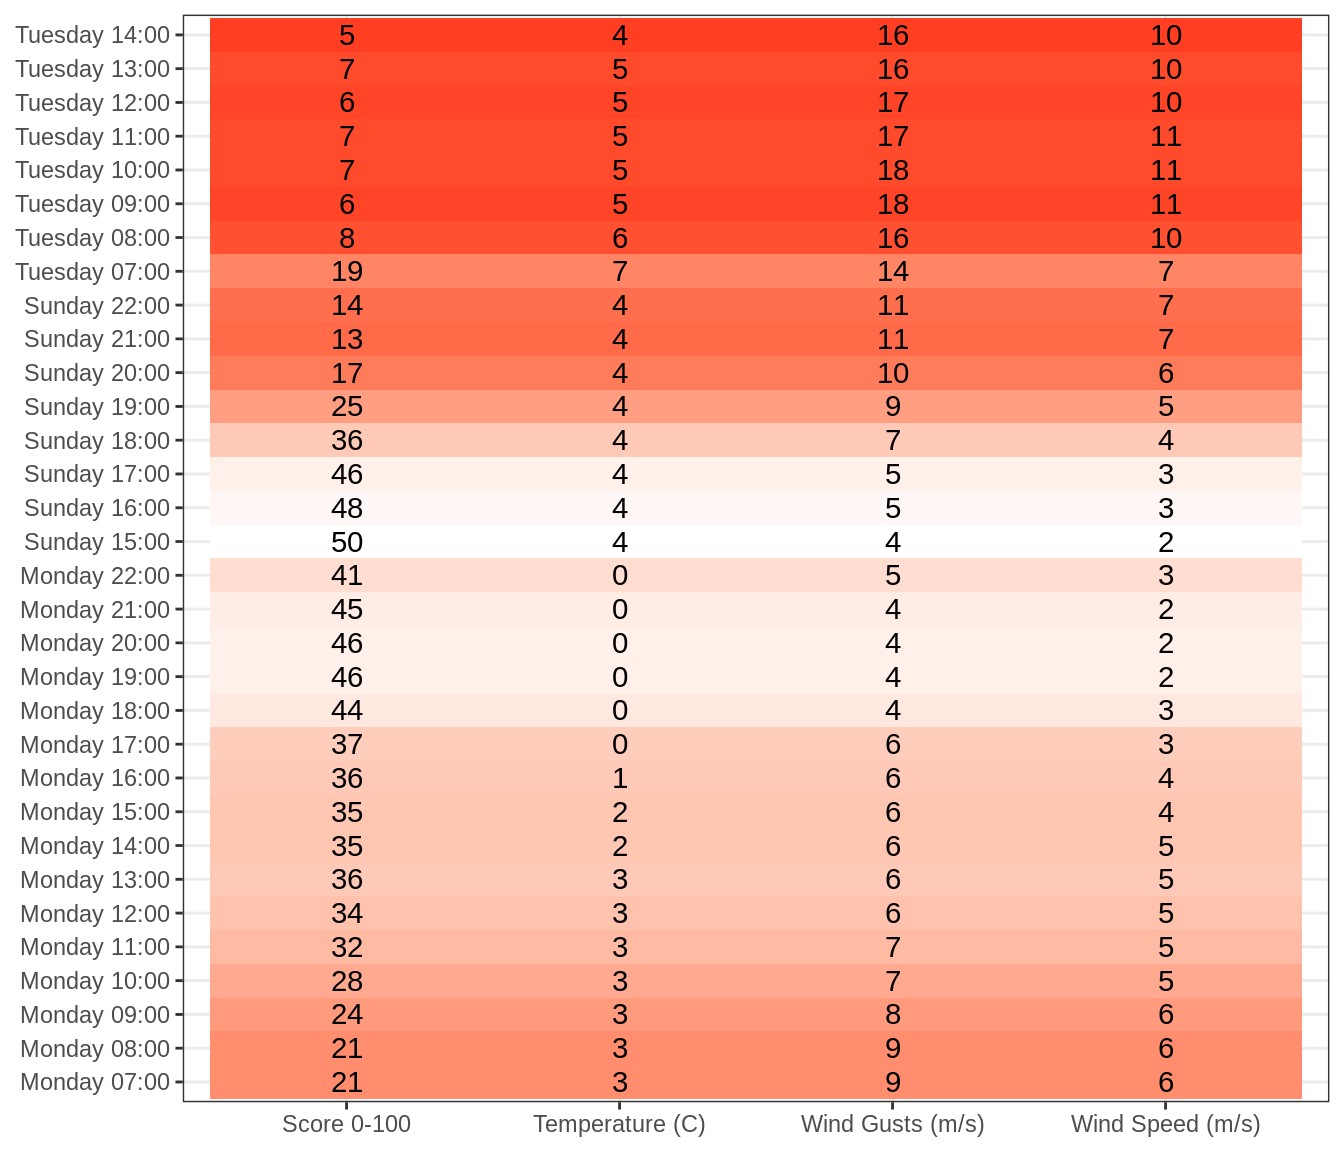 Tuesday 14:00 5 4 16 10
Tuesday 13:00 7 5 16 10
Tuesday 12:00 6 5 17 10
Tuesday 11:00 7 5 17 11
Tuesday 10:00 7 5 18 11
Tuesday 09:00 6 5 18 11
Tuesday 08:00 8 6 16 10
Tuesday 07:00 19 7 14 7
Sunday 22:00 14 4 11 7
Sunday 21:00 13 4 11 7
Sunday 20:00 17 4 10 6
Sunday 19:00 25 4 9 5
Sunday 18:00 36 4 7 4
Sunday 17:00 46 4 5 3
Sunday 16:00 48 4 5 3
Sunday 15:00 50 4 4 2
Monday 22:00 41 0 5 3
Monday 21:00 45 0 4 2
Monday 20:00 46 0 4 2
Monday 19:00 46 0 4 2
Monday 18:00 44 0 4 3
Monday 17:00 37 0 6 3
Monday 16:00 36 1 6 4
Monday 15:00 35 2 6 4
Monday 14:00 35 2 6 5
Monday 13:00 36 3 6 5
Monday 12:00 34 3 6 5
Monday 11:00 32 3 7 5
Monday 10:00 28 3 7 5
Monday 09:00 24 3 8 6
Monday 08:00 21 3 9 6
Monday 07:00 21 3 9 6
Score 0-100 Temperature (C) Wind Gusts (m/s) Wind Speed (m/s)